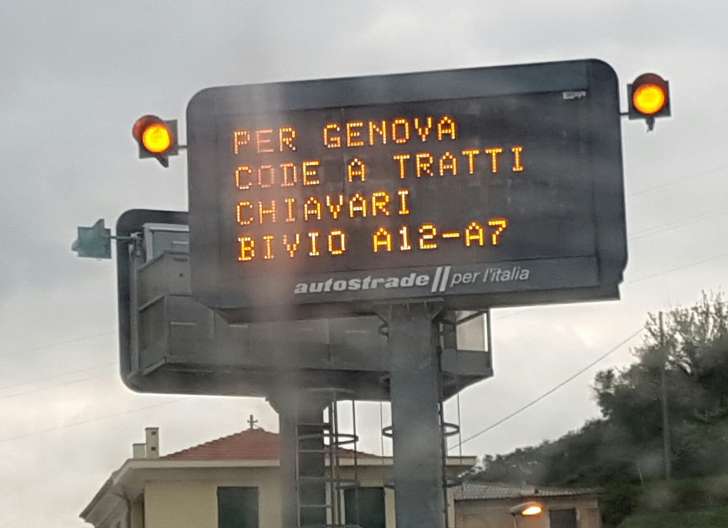 PER GENOVA
CODE A TRATTI
CHIAVARI
BIVIO A12-A7
autostrade // per l'italia